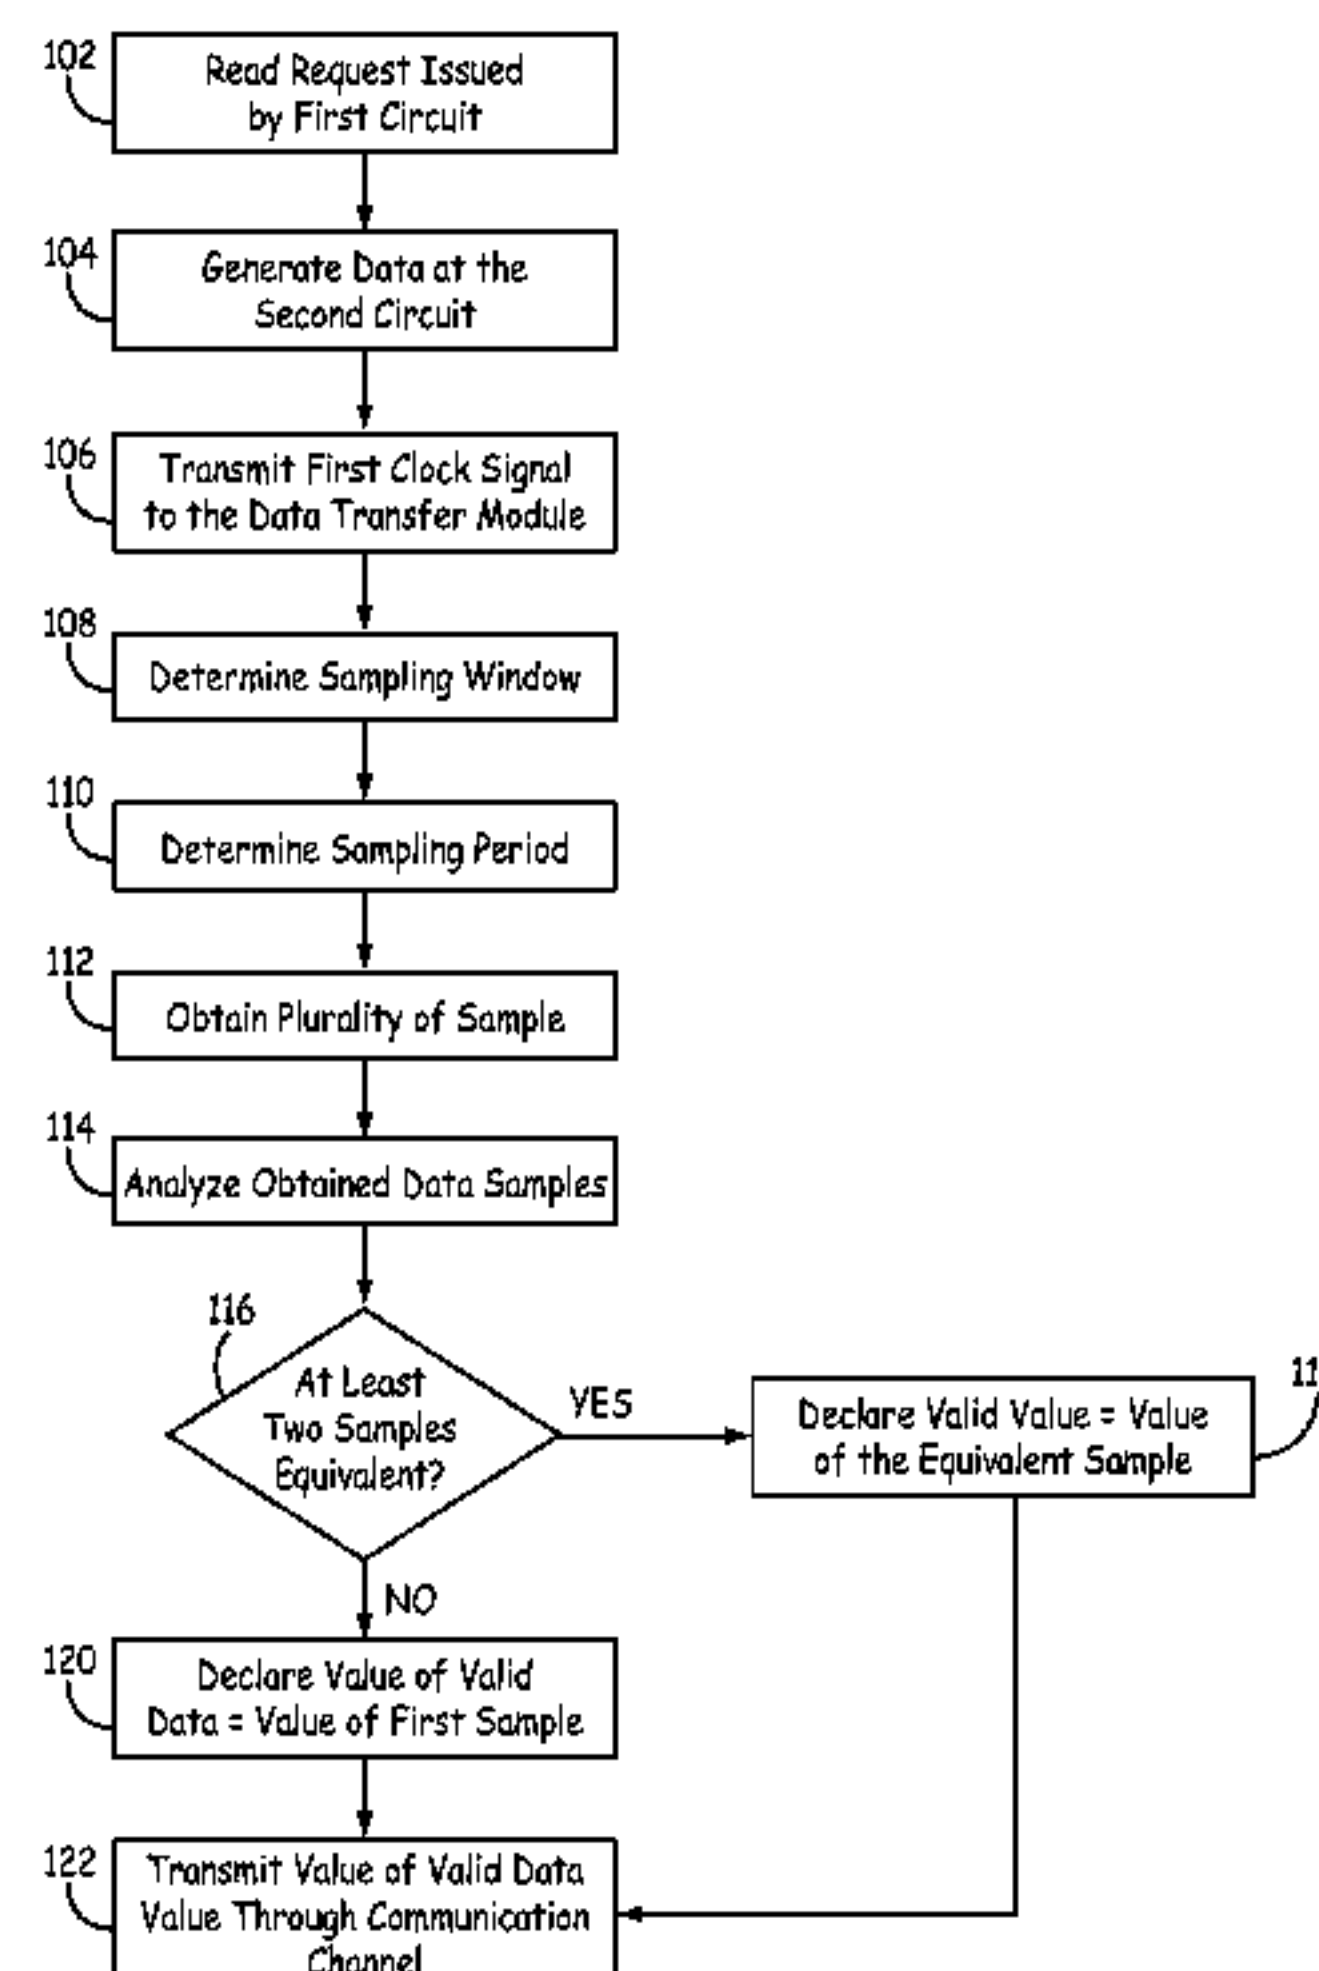 102
Read Request Issued
by First Circuit
104
Generate Data at the
Second Circuit
106
Transmit First Clock Signal
to the Data Transfer Module
108
Determine Sampling Window
110
Determine Sampling Period
112
Obtain Plurality of Sample
114
Analyze Obtained Data Samples
116
At Least
Two Samples
Equivalent?
YES
11
Declare Valid Value = Value
of the Equivalent Sample
NO
120
Declare Value of Valid
Data = Value of First Sample
122
Transmit Value of Valid Data
Value Through Communication
Channel